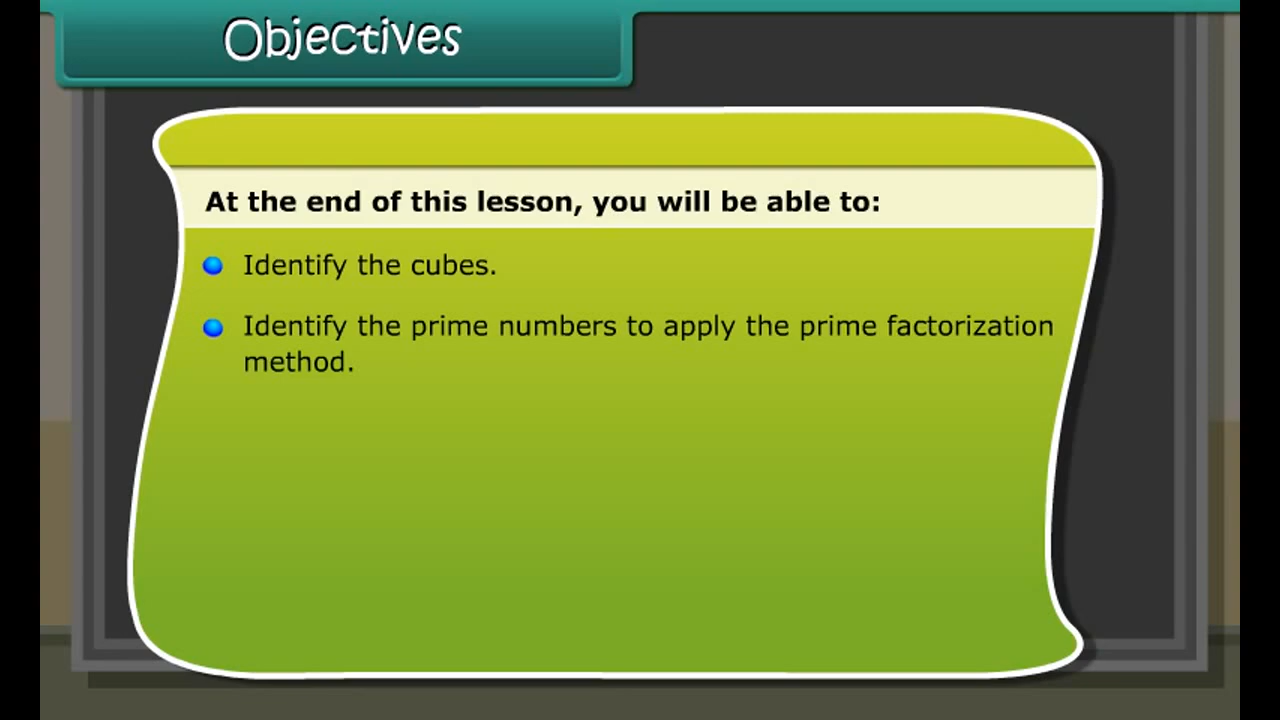 Objectives
At the end of this lesson, you will be able to:
Identify the cubes.
Identify the prime numbers to apply the prime factorization
method.